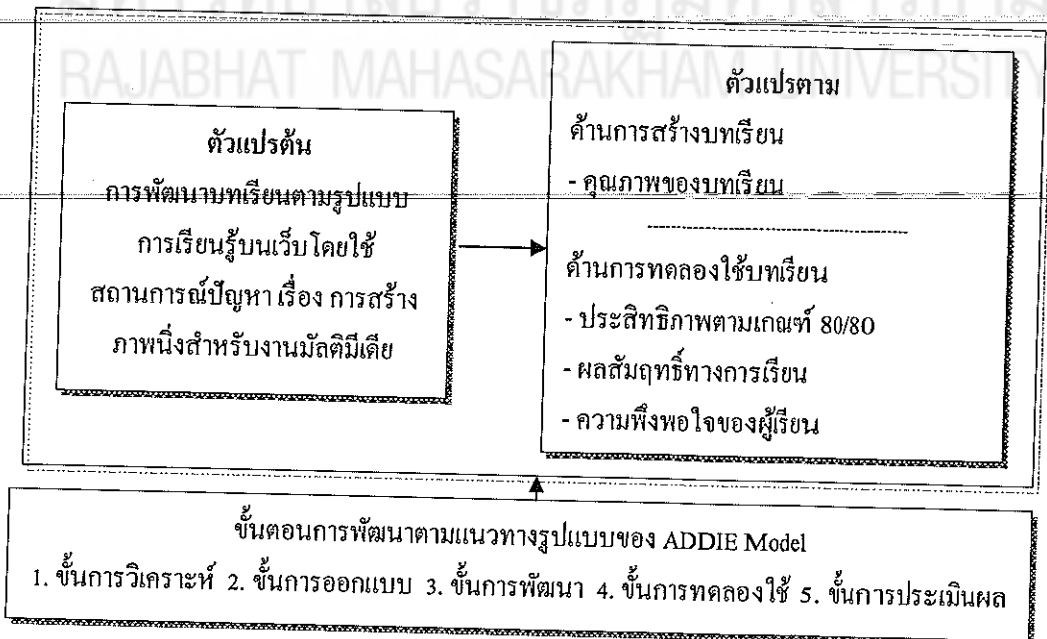 RAJABHAT MAHASARAKHAM UNIVERSITY
ตัวแปรต้น
การพัฒนาบทเรียนตามรูปแบบ
การเรียนรู้บนเว็บโดยใช้
สถานการณ์ปัญหา เรื่อง การสร้าง
ภาพนิ่งสำหรับงานมัลติมีเดีย
ตัวแปรตาม
ด้านการสร้างบทเรียน
- คุณภาพของบทเรียน
ด้านการทดลองใช้บทเรียน
- ประสิทธิภาพตามเกณฑ์ 80/80
- ผลสัมฤทธิ์ทางการเรียน
- ความพึงพอใจของผู้เรียน
ขั้นตอนการพัฒนาตามแนวทางรูปแบบของ ADDIE Model
1. ขั้นการวิเคราะห์ 2. ขั้นการออกแบบ 3. ขั้นการพัฒนา 4. ขั้นการทดลองใช้ 5. ขั้นการประเมินผล